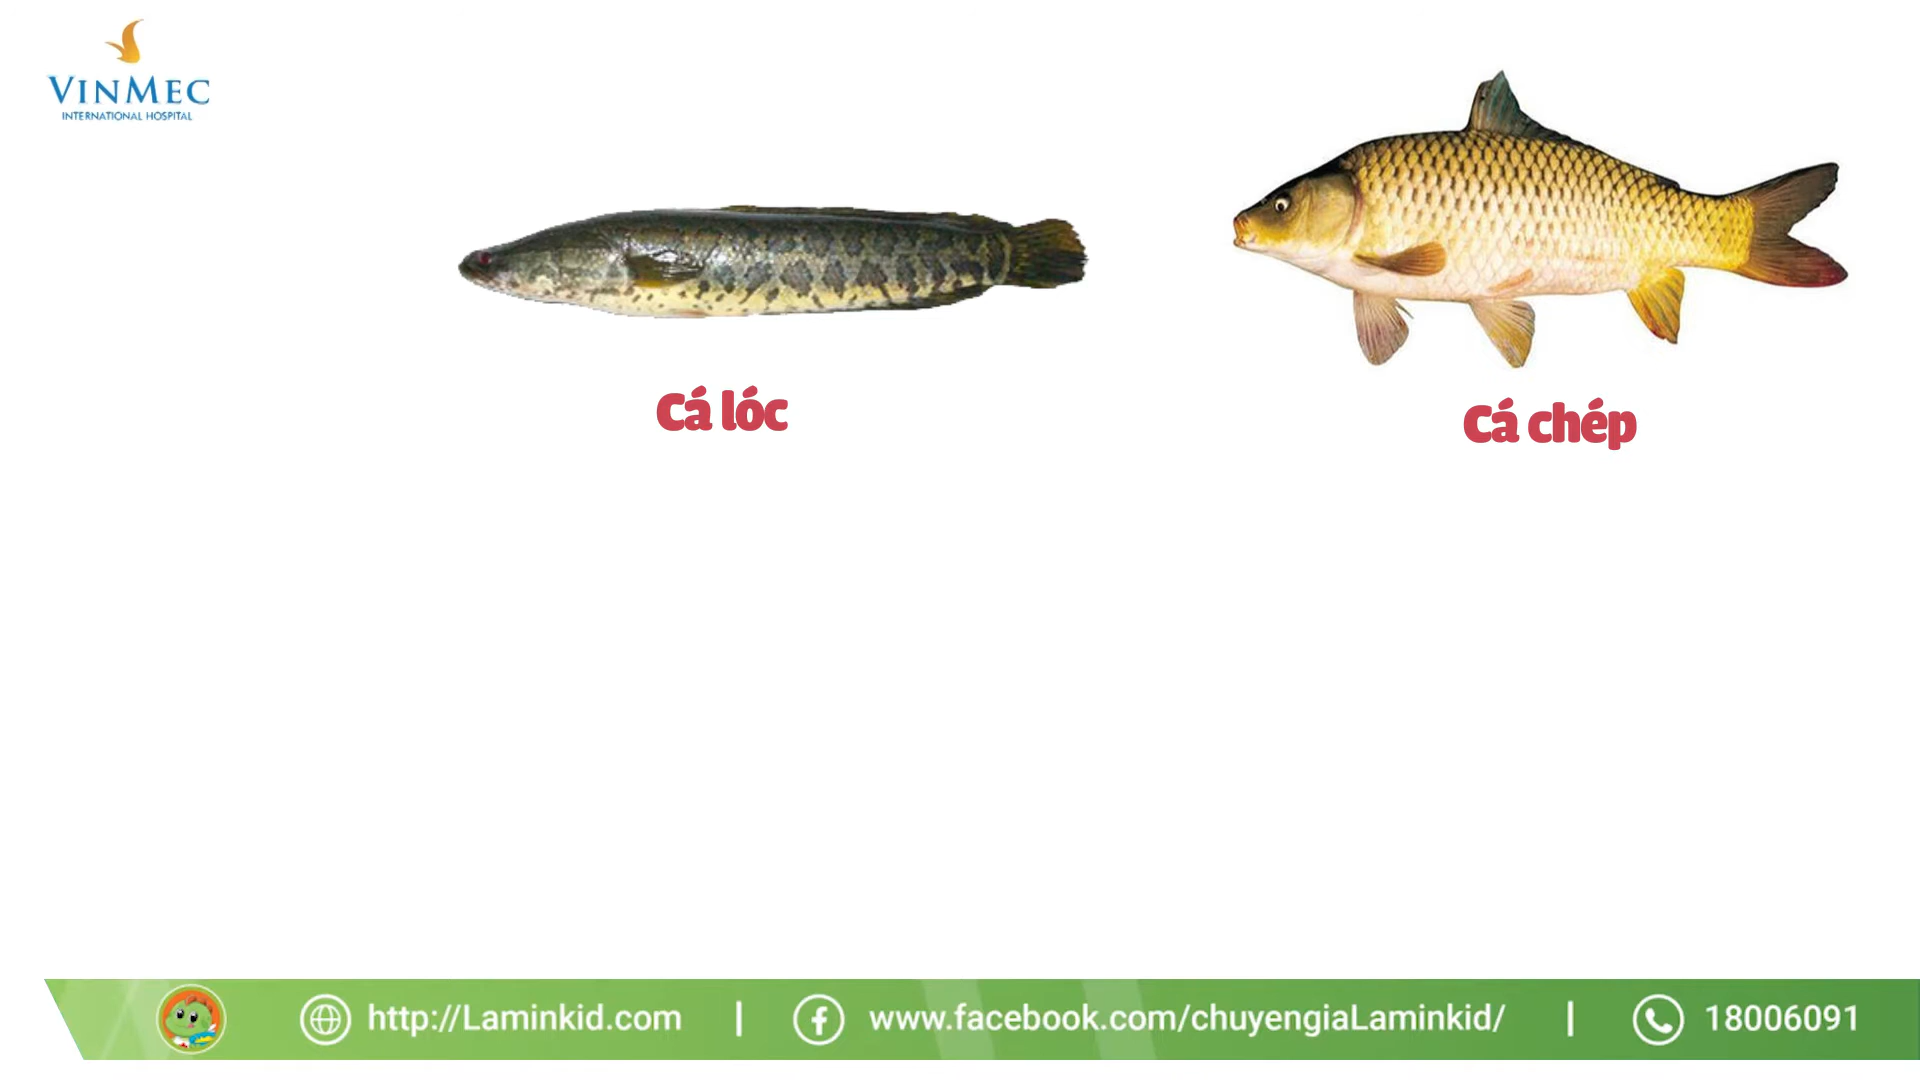 VINMEC
INTERNATIONAL HOSPITAL
Cá lóc
Cá chép
http://Laminkid.com | www.facebook.com/chuyengiaLaminkid/ | 18006091